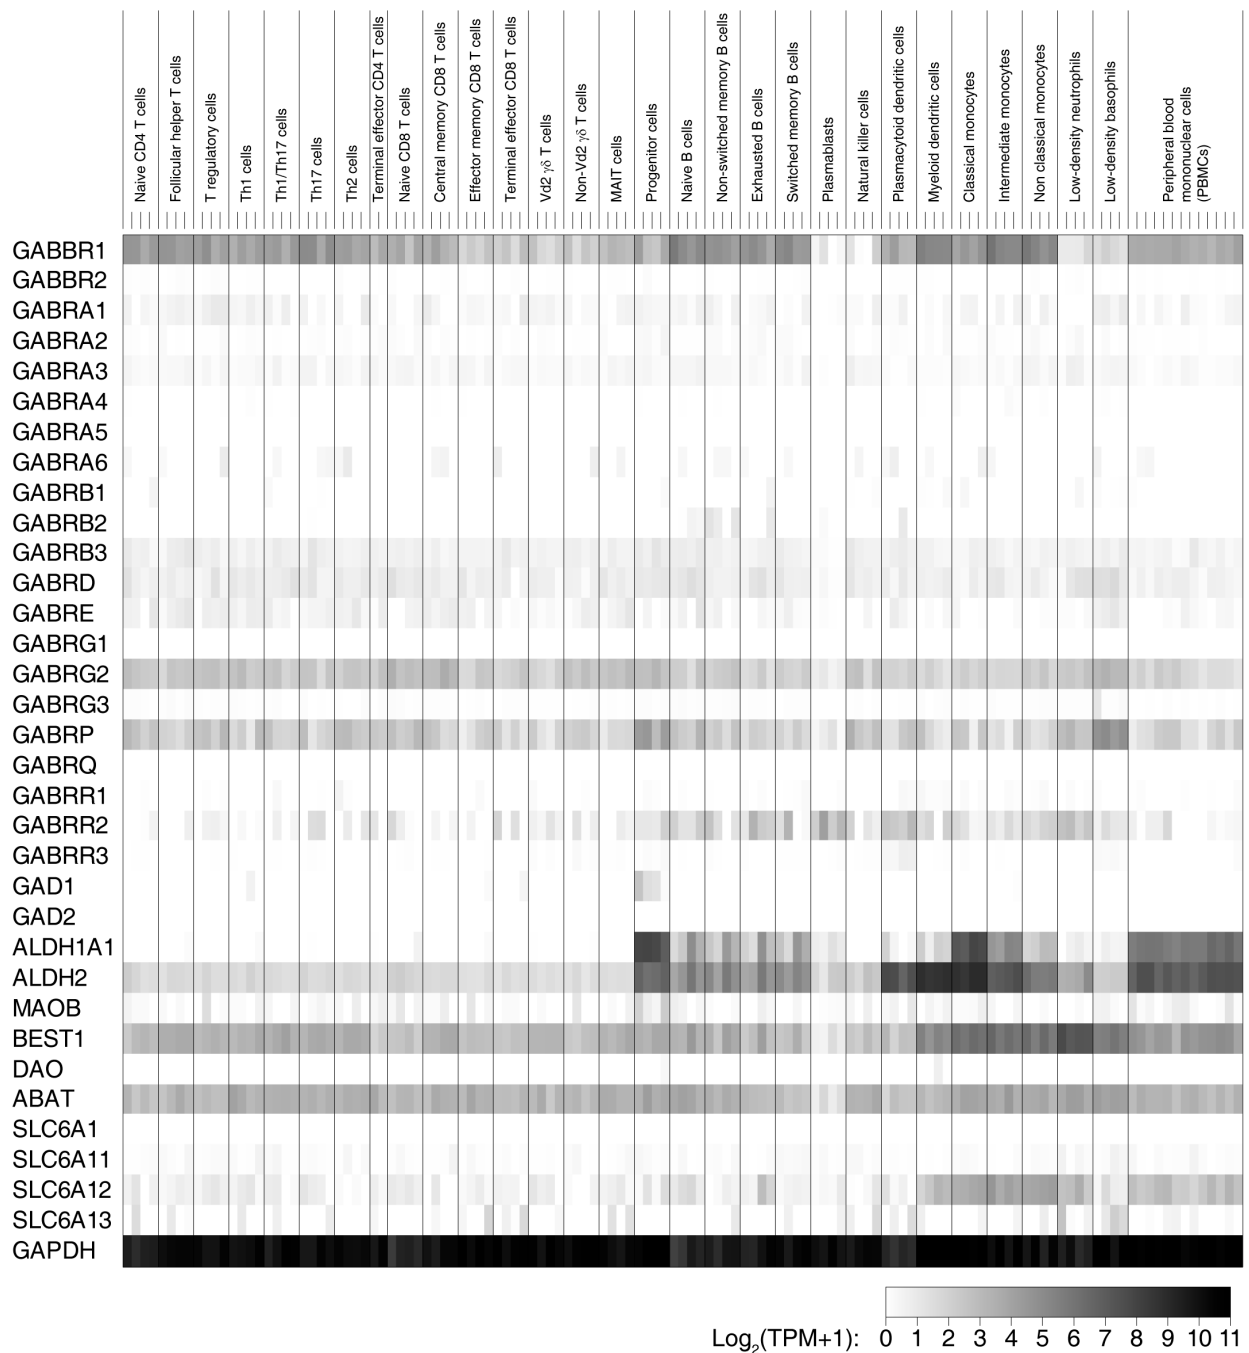 Naive CD4 T cells
Follicular helper T cells
T regulatory cells
Th1 cells
Th1/Th17 cells
Th17 cells
Th2 cells
Terminal effector CD4 T cells
Naive CD8 T cells
Central memory CD8 T cells
Effector memory CD8 T cells
Terminal effector CD8 T cells
Vd2 γδ T cells
Non-Vd2 γδ T cells
MAIT cells
Progenitor cells
Naive B cells
Non-switched memory B cells
Exhausted B cells
Switched memory B cells
Plasmablasts
Natural killer cells
Plasmacytoid dendritic cells
Myeloid dendritic cells
Classical monocytes
Intermediate monocytes
Non classical monocytes
Low-density neutrophils
Low-density basophils
Peripheral blood
mononuclear cells
(PBMCs)
GABBR1
GABBR2
GABRA1
GABRA2
GABRA3
GABRA4
GABRA5
GABRA6
GABRB1
GABRB2
GABRB3
GABRD
GABRE
GABRG1
GABRG2
GABRG3
GABRP
GABRQ
GABRR1
GABRR2
GABRR3
GAD1
GAD2
ALDH1A1
ALDH2
MAOB
BEST1
DAO
ABAT
SLC6A1
SLC6A11
SLC6A12
SLC6A13
GAPDH
Log₂(TPM+1): 0 1 2 3 4 5 6 7 8 9 10 11